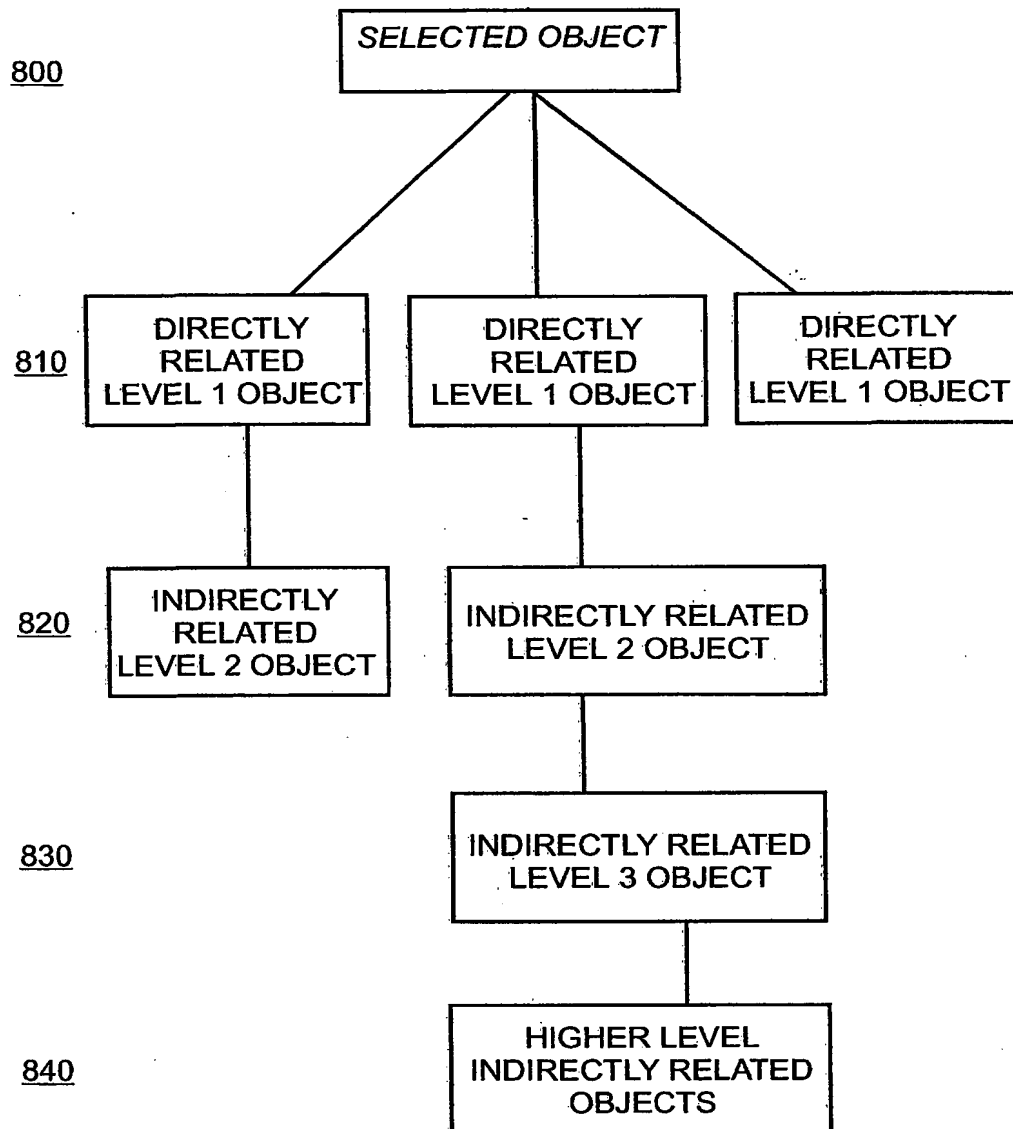 SELECTED OBJECT
800
DIRECTLY
RELATED
LEVEL 1 OBJECT
DIRECTLY
RELATED
LEVEL 1 OBJECT
DIRECTLY
RELATED
LEVEL 1 OBJECT
810
INDIRECTLY
RELATED
LEVEL 2 OBJECT
INDIRECTLY RELATED
LEVEL 2 OBJECT
820
INDIRECTLY RELATED
LEVEL 3 OBJECT
830
HIGHER LEVEL
INDIRECTLY RELATED
OBJECTS
840